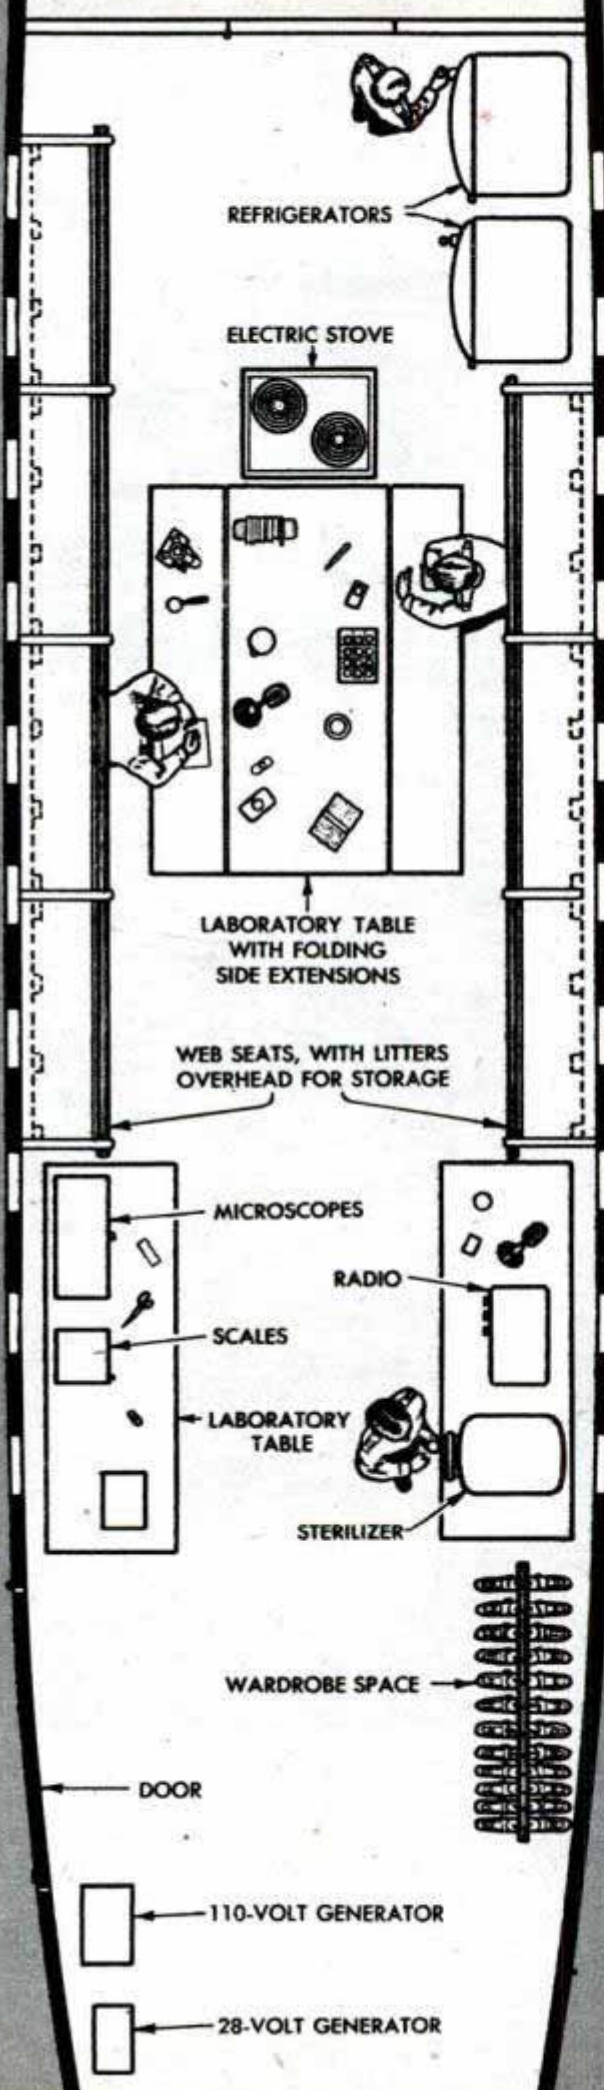 REFRIGERATORS
ELECTRIC STOVE
LABORATORY TABLE
WITH FOLDING
SIDE EXTENSIONS
WEB SEATS, WITH LITTERS
OVERHEAD FOR STORAGE
MICROSCOPES
RADIO
SCALES
LABORATORY
TABLE
STERILIZER
WARDROBE SPACE
DOOR
110-VOLT GENERATOR
28-VOLT GENERATOR